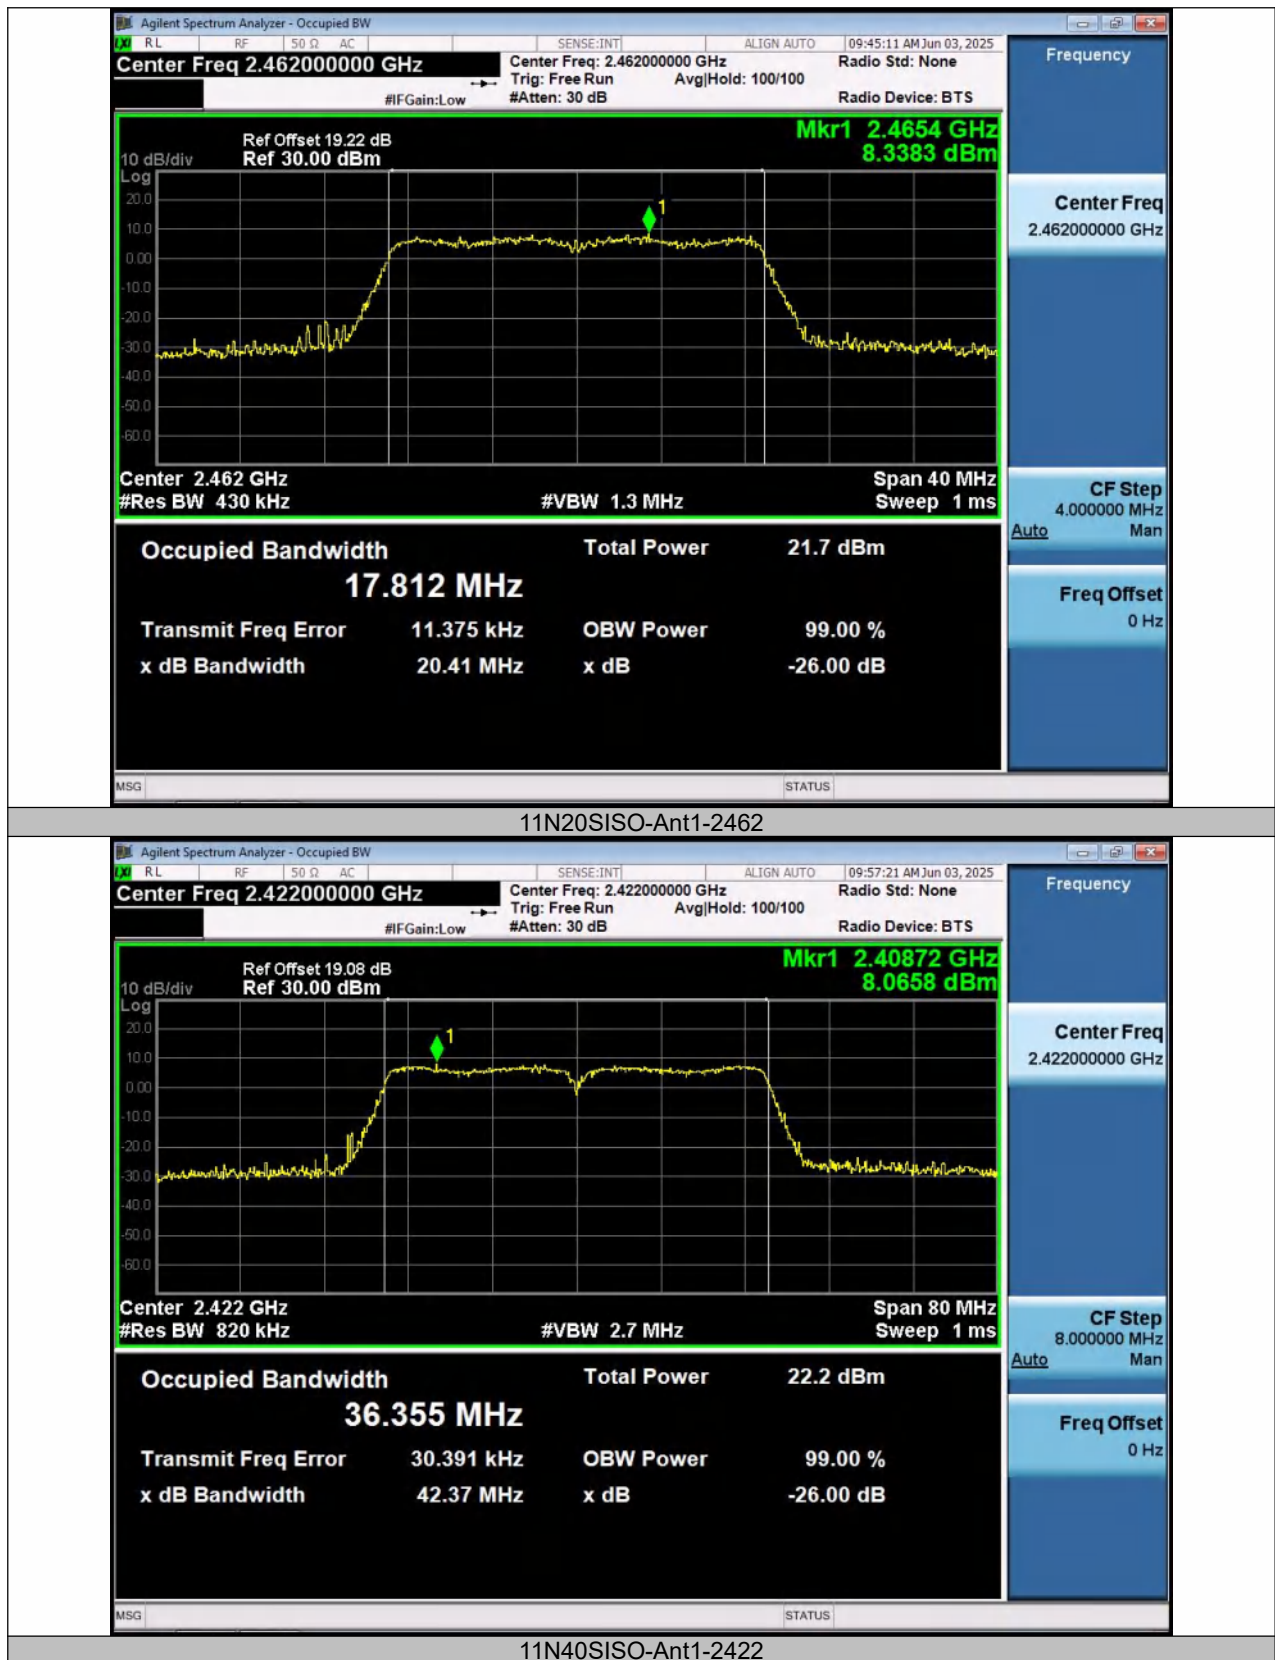 Agilent Spectrum Analyzer - Occupied BW
LXI RL RF 50 Ω AC SENSE:INT ALIGN AUTO 09:45:11 AM Jun 03, 2025
Center Freq 2.462000000 GHz
Center Freq: 2.462000000 GHz Radio Std: None
Trig: Free Run Avg|Hold: 100/100
#IFGain:Low #Atten: 30 dB Radio Device: BTS
Frequency
Mkr1 2.4654 GHz
8.3383 dBm
Ref Offset 19.22 dB
10 dB/div Ref 30.00 dBm
Log
20.0
10.0
0.00
-10.0
-20.0
-30.0
-40.0
-50.0
-60.0
1
Center 2.462 GHz Span 40 MHz
#Res BW 430 kHz #VBW 1.3 MHz Sweep 1 ms
Center Freq
2.462000000 GHz
CF Step
4.000000 MHz
Auto Man
Freq Offset
0 Hz
Occupied Bandwidth Total Power 21.7 dBm
17.812 MHz
Transmit Freq Error 11.375 kHz OBW Power 99.00 %
x dB Bandwidth 20.41 MHz x dB -26.00 dB
MSG STATUS
11N20SISO-Ant1-2462
Agilent Spectrum Analyzer - Occupied BW
LXI RL RF 50 Ω AC SENSE:INT ALIGN AUTO 09:57:21 AM Jun 03, 2025
Center Freq 2.422000000 GHz
Center Freq: 2.422000000 GHz Radio Std: None
Trig: Free Run Avg|Hold: 100/100
#IFGain:Low #Atten: 30 dB Radio Device: BTS
Frequency
Mkr1 2.40872 GHz
8.0658 dBm
Ref Offset 19.08 dB
10 dB/div Ref 30.00 dBm
Log
20.0
10.0
0.00
-10.0
-20.0
-30.0
-40.0
-50.0
-60.0
1
Center 2.422 GHz Span 80 MHz
#Res BW 820 kHz #VBW 2.7 MHz Sweep 1 ms
Center Freq
2.422000000 GHz
CF Step
8.000000 MHz
Auto Man
Freq Offset
0 Hz
Occupied Bandwidth Total Power 22.2 dBm
36.355 MHz
Transmit Freq Error 30.391 kHz OBW Power 99.00 %
x dB Bandwidth 42.37 MHz x dB -26.00 dB
MSG STATUS
11N40SISO-Ant1-2422